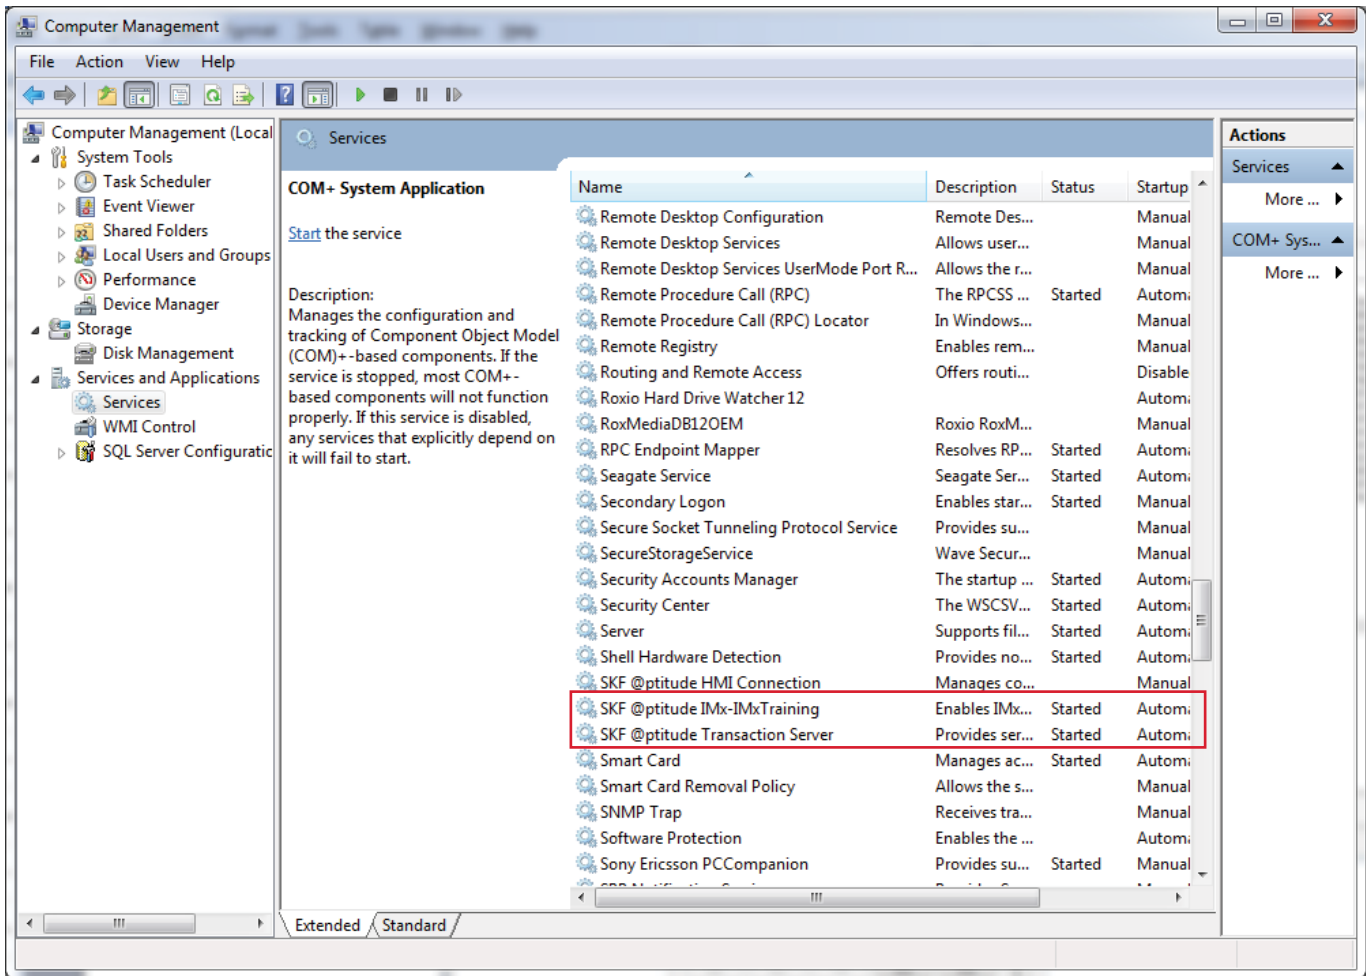 Computer Management
File Action View Help
Computer Management (Local
System Tools
Task Scheduler
Event Viewer
Shared Folders
Local Users and Groups
Performance
Device Manager
Storage
Disk Management
Services and Applications
Services
WMI Control
SQL Server Configuratic
Services
COM+ System Application
Start the service
Description:
Manages the configuration and
tracking of Component Object Model
(COM)+-based components. If the
service is stopped, most COM+-
based components will not function
properly. If this service is disabled,
any services that explicitly depend on
it will fail to start.
Name Description Status Startup
Remote Desktop Configuration Remote Des... Manual
Remote Desktop Services Allows user... Manual
Remote Desktop Services UserMode Port R... Allows the r... Manual
Remote Procedure Call (RPC) The RPCSS ... Started Automa
Remote Procedure Call (RPC) Locator In Windows... Manual
Remote Registry Enables rem... Manual
Routing and Remote Access Offers routi... Disable
Roxio Hard Drive Watcher 12 Automa
RoxMediaDB12OEM Roxio RoxM... Manual
RPC Endpoint Mapper Resolves RP... Started Automa
Seagate Service Seagate Ser... Started Automa
Secondary Logon Enables star... Started Manual
Secure Socket Tunneling Protocol Service Provides su... Manual
SecureStorageService Wave Secur... Manual
Security Accounts Manager The startup ... Started Automa
Security Center The WSCSV... Started Automa
Server Supports fil... Started Automa
Shell Hardware Detection Provides no... Started Automa
SKF @ptitude HMI Connection Manages co... Manual
SKF @ptitude IMx-IMxTraining Enables IMx... Started Automa
SKF @ptitude Transaction Server Provides ser... Started Automa
Smart Card Manages ac... Started Automa
Smart Card Removal Policy Allows the s... Manual
SNMP Trap Receives tra... Manual
Software Protection Enables the ... Automa
Sony Ericsson PCCompanion Provides su... Started Manual
Extended Standard
Actions
Services
More ...
COM+ Sys...
More ...